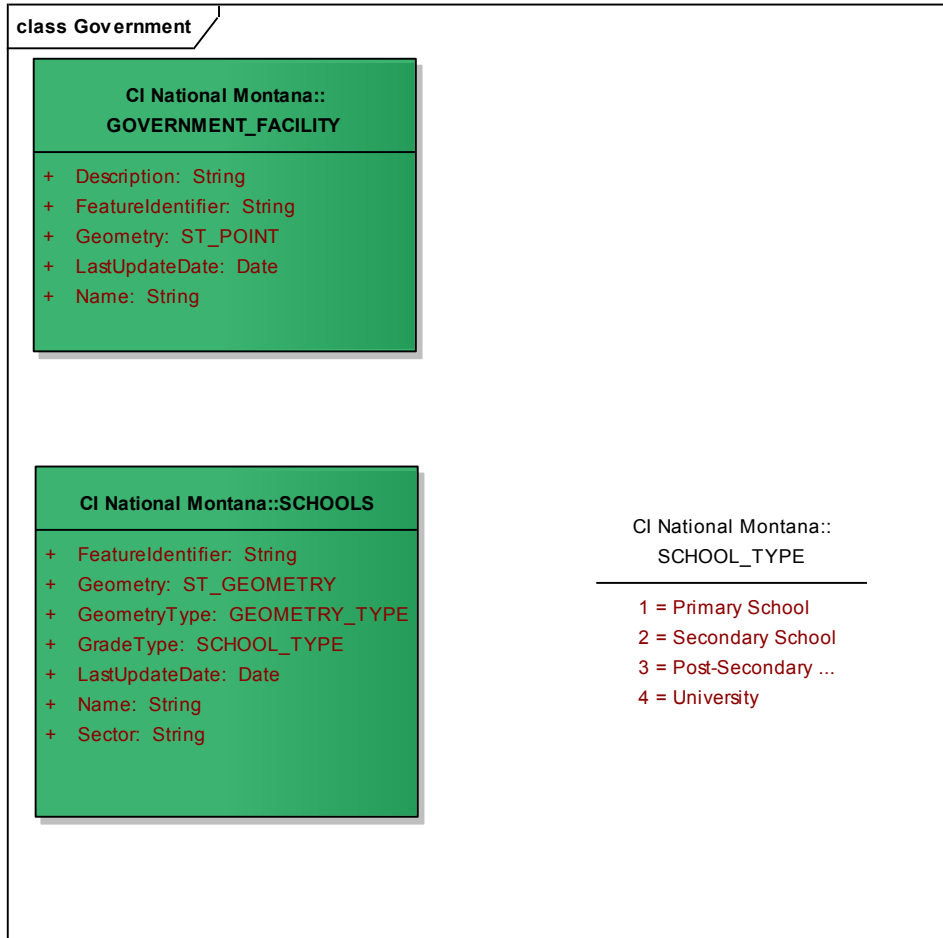 class Government
CI National Montana::
GOVERNMENT_FACILITY
+ Description: String
+ FeatureIdentifier: String
+ Geometry: ST_POINT
+ LastUpdateDate: Date
+ Name: String
CI National Montana::SCHOOLS
+ FeatureIdentifier: String
+ Geometry: ST_GEOMETRY
+ GeometryType: GEOMETRY_TYPE
+ GradeType: SCHOOL_TYPE
+ LastUpdateDate: Date
+ Name: String
+ Sector: String
CI National Montana::
SCHOOL_TYPE
1 = Primary School
2 = Secondary School
3 = Post-Secondary ...
4 = University